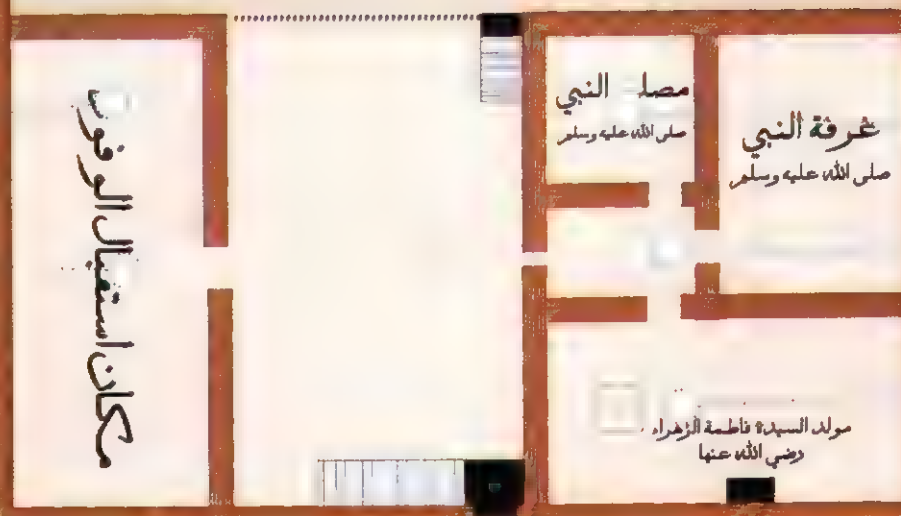 غرفة النبي
صلى الله عليه وسلم
مصلى النبي
صلى الله عليه وسلم
مولد السيدة فاطمة الزهراء
رضي الله عنها
مكان استقبال الوفود